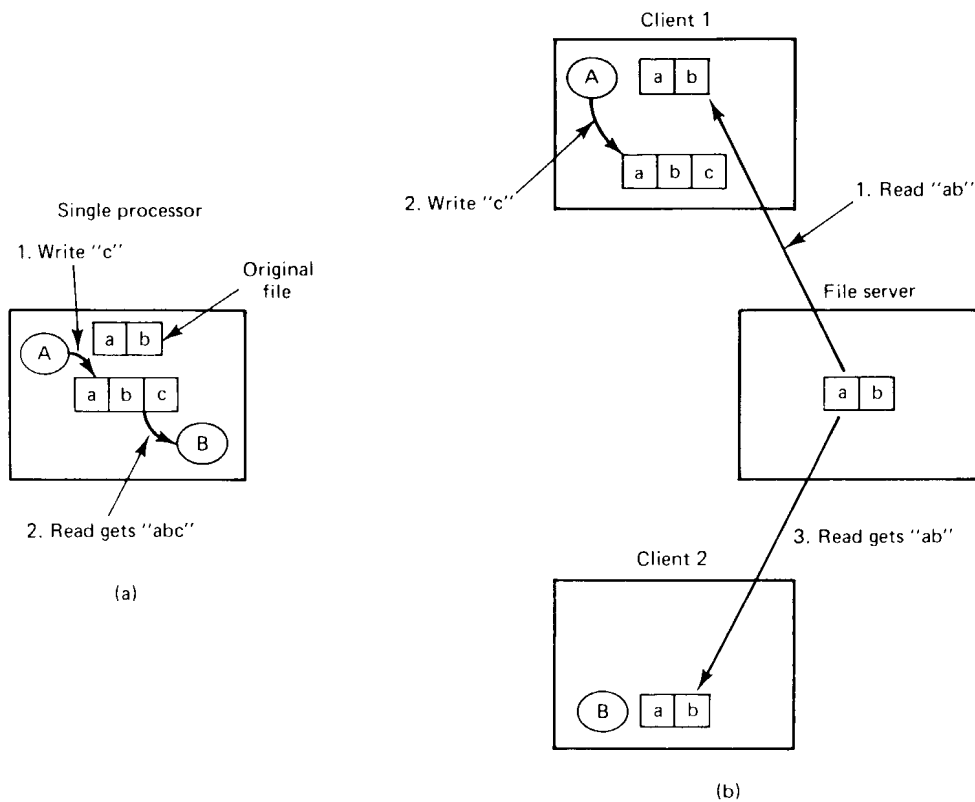 Single processor
1. Write "c"
Original
file
A
a b
a b c
B
2. Read gets "abc"
(a)
Client 1
A
a b
a b c
2. Write "c"
1. Read "ab"
File server
a b
3. Read gets "ab"
Client 2
B
a b
(b)